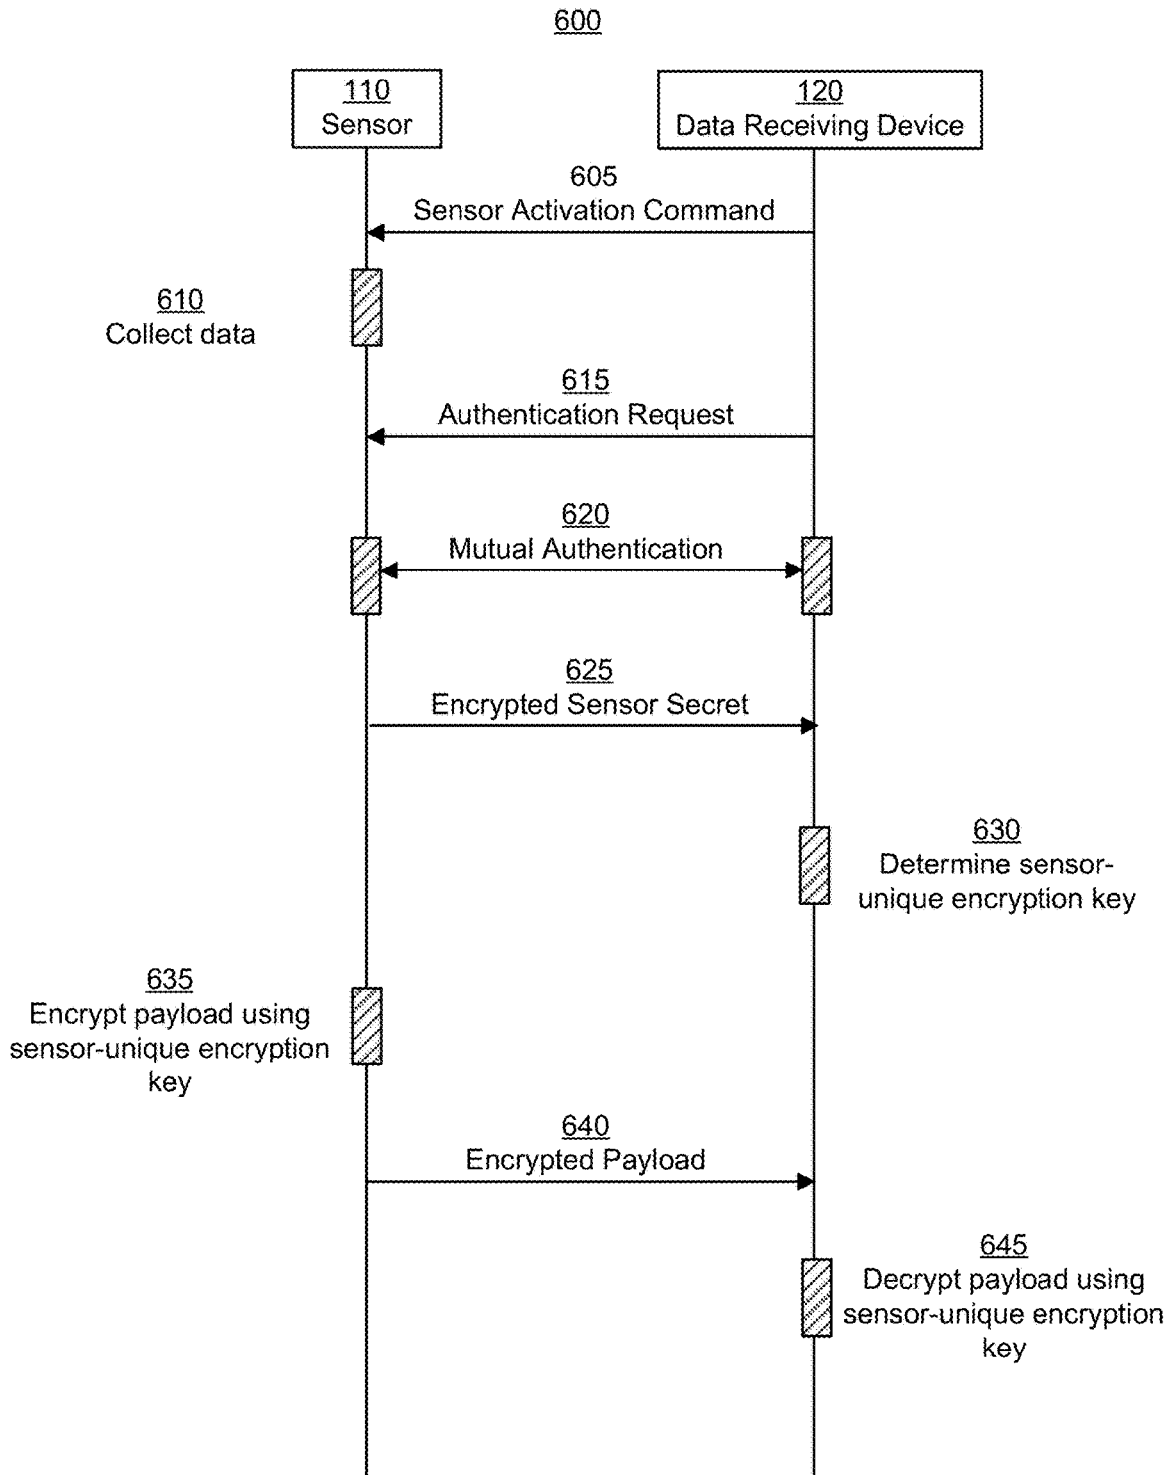 600
110
Sensor
120
Data Receiving Device
605
Sensor Activation Command
610
Collect data
615
Authentication Request
620
Mutual Authentication
625
Encrypted Sensor Secret
630
Determine sensor-
unique encryption key
635
Encrypt payload using
sensor-unique encryption
key
640
Encrypted Payload
645
Decrypt payload using
sensor-unique encryption
key